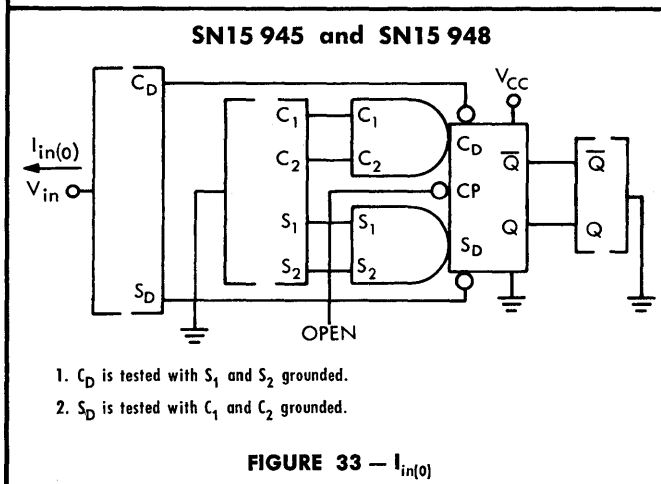 SN15 945 and SN15 948
I_in(0)
V_in
C_D
S_D
C_1
C_2
S_1
S_2
C_1
C_2
S_1
S_2
OPEN
V_CC
C_D
CP
S_D
Q̅
Q
Q̅
Q
1. C_D is tested with S_1 and S_2 grounded.
2. S_D is tested with C_1 and C_2 grounded.
FIGURE 33 — I_in(0)